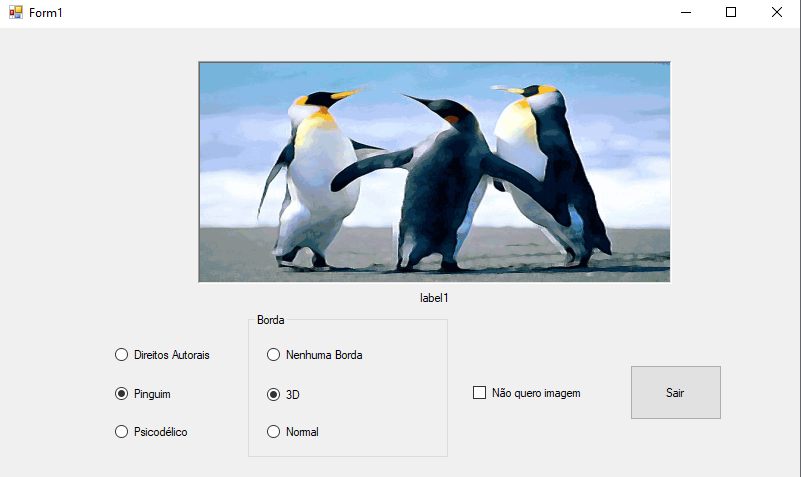 Form1
label1
Borda
Direitos Autorais
Nenhuma Borda
Pinguim
3D
Não quero imagem
Sair
Psicodélico
Normal